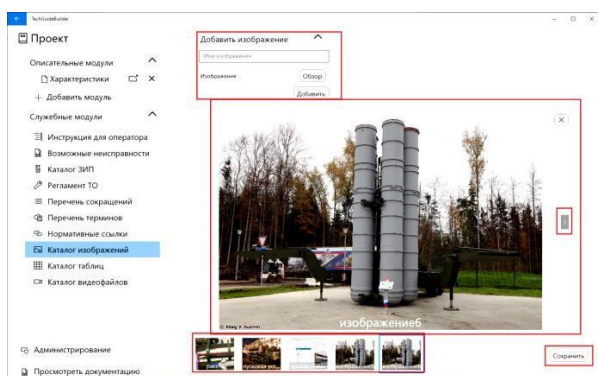 TechGuideBuilder
Проект
Описательные модули
Характеристики
+ Добавить модуль
Служебные модули
Инструкция для оператора
Возможные неисправности
Каталог ЗИП
Регламент ТО
Перечень сокращений
Перечень терминов
Нормативные ссылки
Каталог изображений
Каталог таблиц
Каталог видеофайлов
Администрирование
Просмотреть документацию
Добавить изображение
Имя изображения
Изображение
Обзор
Добавить
изображение6
Сохранить